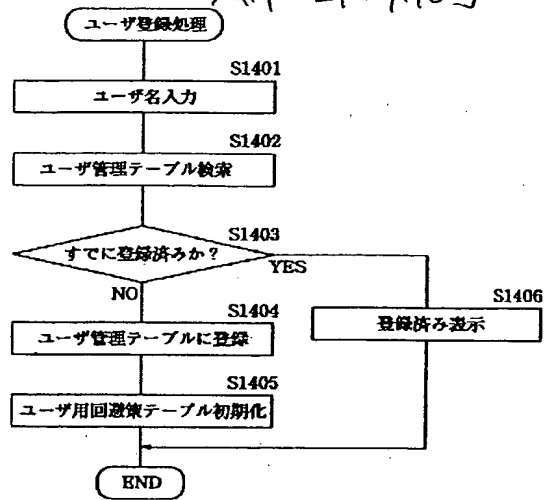 ユーザ登録処理
S1401
ユーザ名入力
S1402
ユーザ管理テーブル検索
S1403
すでに登録済みか?
YES
NO
S1404
ユーザ管理テーブルに登録
S1406
登録済み表示
S1405
ユーザ用回避策テーブル初期化
END